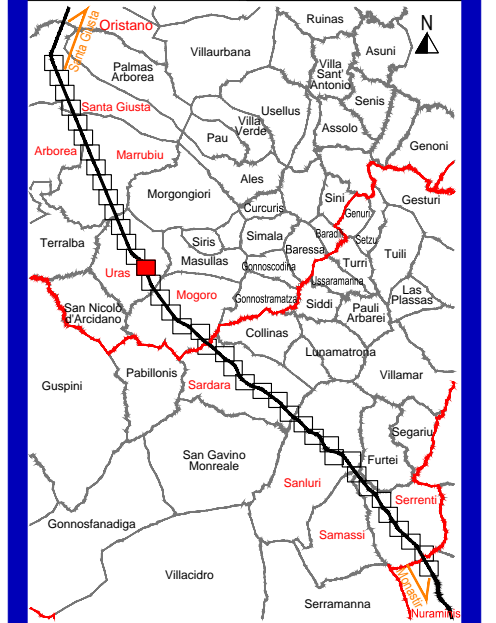 Ruinas
Oristano
N
Santa Giusta
Villaurbana
Asuni
Palmas
Arborea
Villa
Sant'
Antonio
Senis
Santa Giusta
Usellus
Villa
Verde
Assolo
Pau
Genoni
Arborea
Marrubiu
Ales
Morgongiori
Sini
Gesturi
Curcuris
Genuri
Terralba
Siris
Simala
Baradili
Setzu
Masullas
Baressa
Tuili
Uras
Gonnoscodina
Turri
Ussaramanna
Mogoro
Las
Plassas
Gonnostramatza
Siddi
San Nicolò
d'Arcidano
Pauli
Arbarei
Collinas
Lunamatrona
Pabillonis
Villamar
Guspini
Sardara
Segariu
San Gavino
Monreale
Furtei
Sanluri
Serrenti
Gonnosfanadiga
Samassi
Villacidro
Monastir
Serramanna
Nuraminis